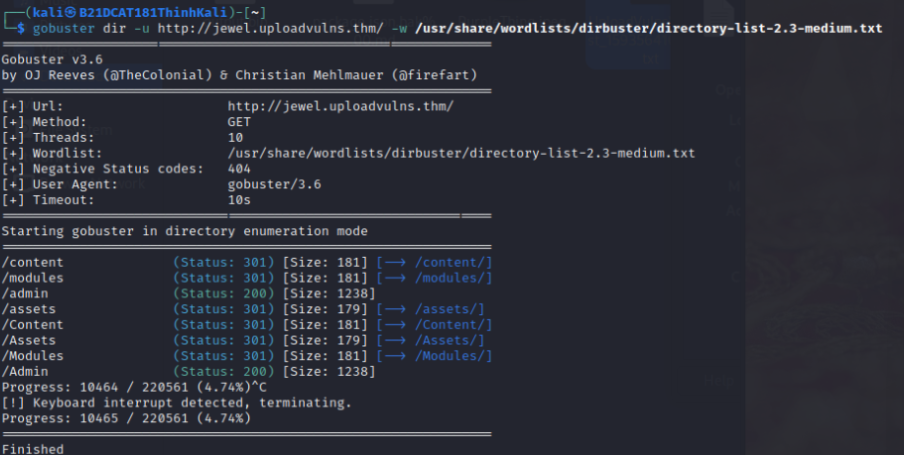 ┌──(kali㉿B21DCAT181ThinhKali)-[~]
└─$ gobuster dir -u http://jewel.uploadvulns.thm/ -w /usr/share/wordlists/dirbuster/directory-list-2.3-medium.txt
===============================================================
Gobuster v3.6
by OJ Reeves (@TheColonial) & Christian Mehlmauer (@firefart)
===============================================================
[+] Url:                     http://jewel.uploadvulns.thm/
[+] Method:                  GET
[+] Threads:                 10
[+] Wordlist:                /usr/share/wordlists/dirbuster/directory-list-2.3-medium.txt
[+] Negative Status codes:   404
[+] User Agent:              gobuster/3.6
[+] Timeout:                 10s
===============================================================
Starting gobuster in directory enumeration mode
===============================================================
/content              (Status: 301) [Size: 181] [--> /content/]
/modules              (Status: 301) [Size: 181] [--> /modules/]
/admin                (Status: 200) [Size: 1238]
/assets               (Status: 301) [Size: 179] [--> /assets/]
/Content              (Status: 301) [Size: 181] [--> /Content/]
/Assets               (Status: 301) [Size: 179] [--> /Assets/]
/Modules              (Status: 301) [Size: 181] [--> /Modules/]
/Admin                (Status: 200) [Size: 1238]
Progress: 10464 / 220561 (4.74%)^C
[!] Keyboard interrupt detected, terminating.
Progress: 10465 / 220561 (4.74%)
===============================================================
Finished